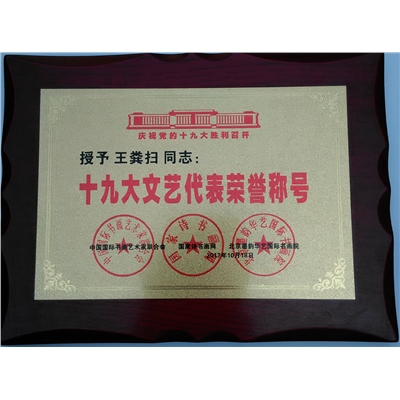 庆祝党的十九大胜利召开
授予 王粪扫 同志：
十九大文艺代表荣誉称号
中国国际书画艺术家联合会 国家诗书画网 北京墨韵华艺国际书画院
2017年10月18日